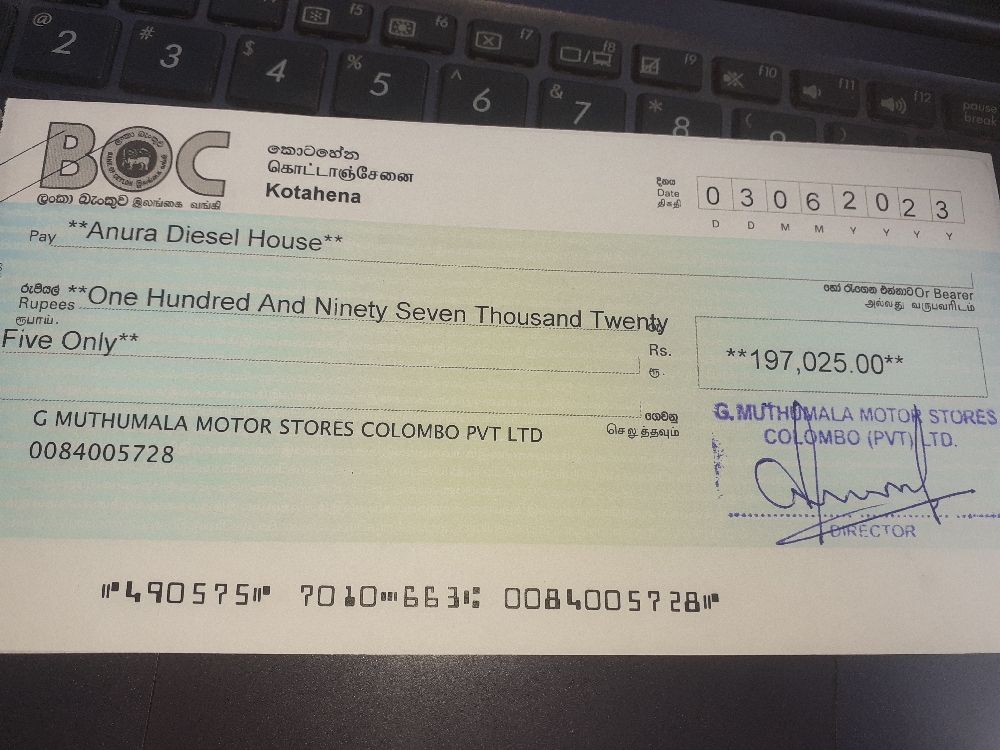 @ 2
# 3
$ 4
% 5
^ 6
& 7
* 8
f5
f6
f7
f8
f9
f10
f11
f12
pause
break
BOC
ලංකා බැංකුව இலங்கை வங்கி
කොටහේන
கொட்டாஞ்சேனை
Kotahena
දිනය
Date
திகதி
0 3 0 6 2 0 2 3
D D M M Y Y Y Y
Pay **Anura Diesel House**
හෝ රැගෙන එන්නාට Or Bearer
அல்லது வருபவரிடம்
රුපියල් **One Hundred And Ninety Seven Thousand Twenty
Rupees
ரூபாய்.
Five Only**
රු
Rs.
ரூ.
**197,025.00**
ගෙවනු
செலுத்தவும்
G MUTHUMALA MOTOR STORES COLOMBO PVT LTD
0084005728
G. MUTHUMALA MOTOR STORES
COLOMBO (PVT) LTD.
DIRECTOR
⑈490575⑈ 7010⑉663⑆ 0084005728⑈